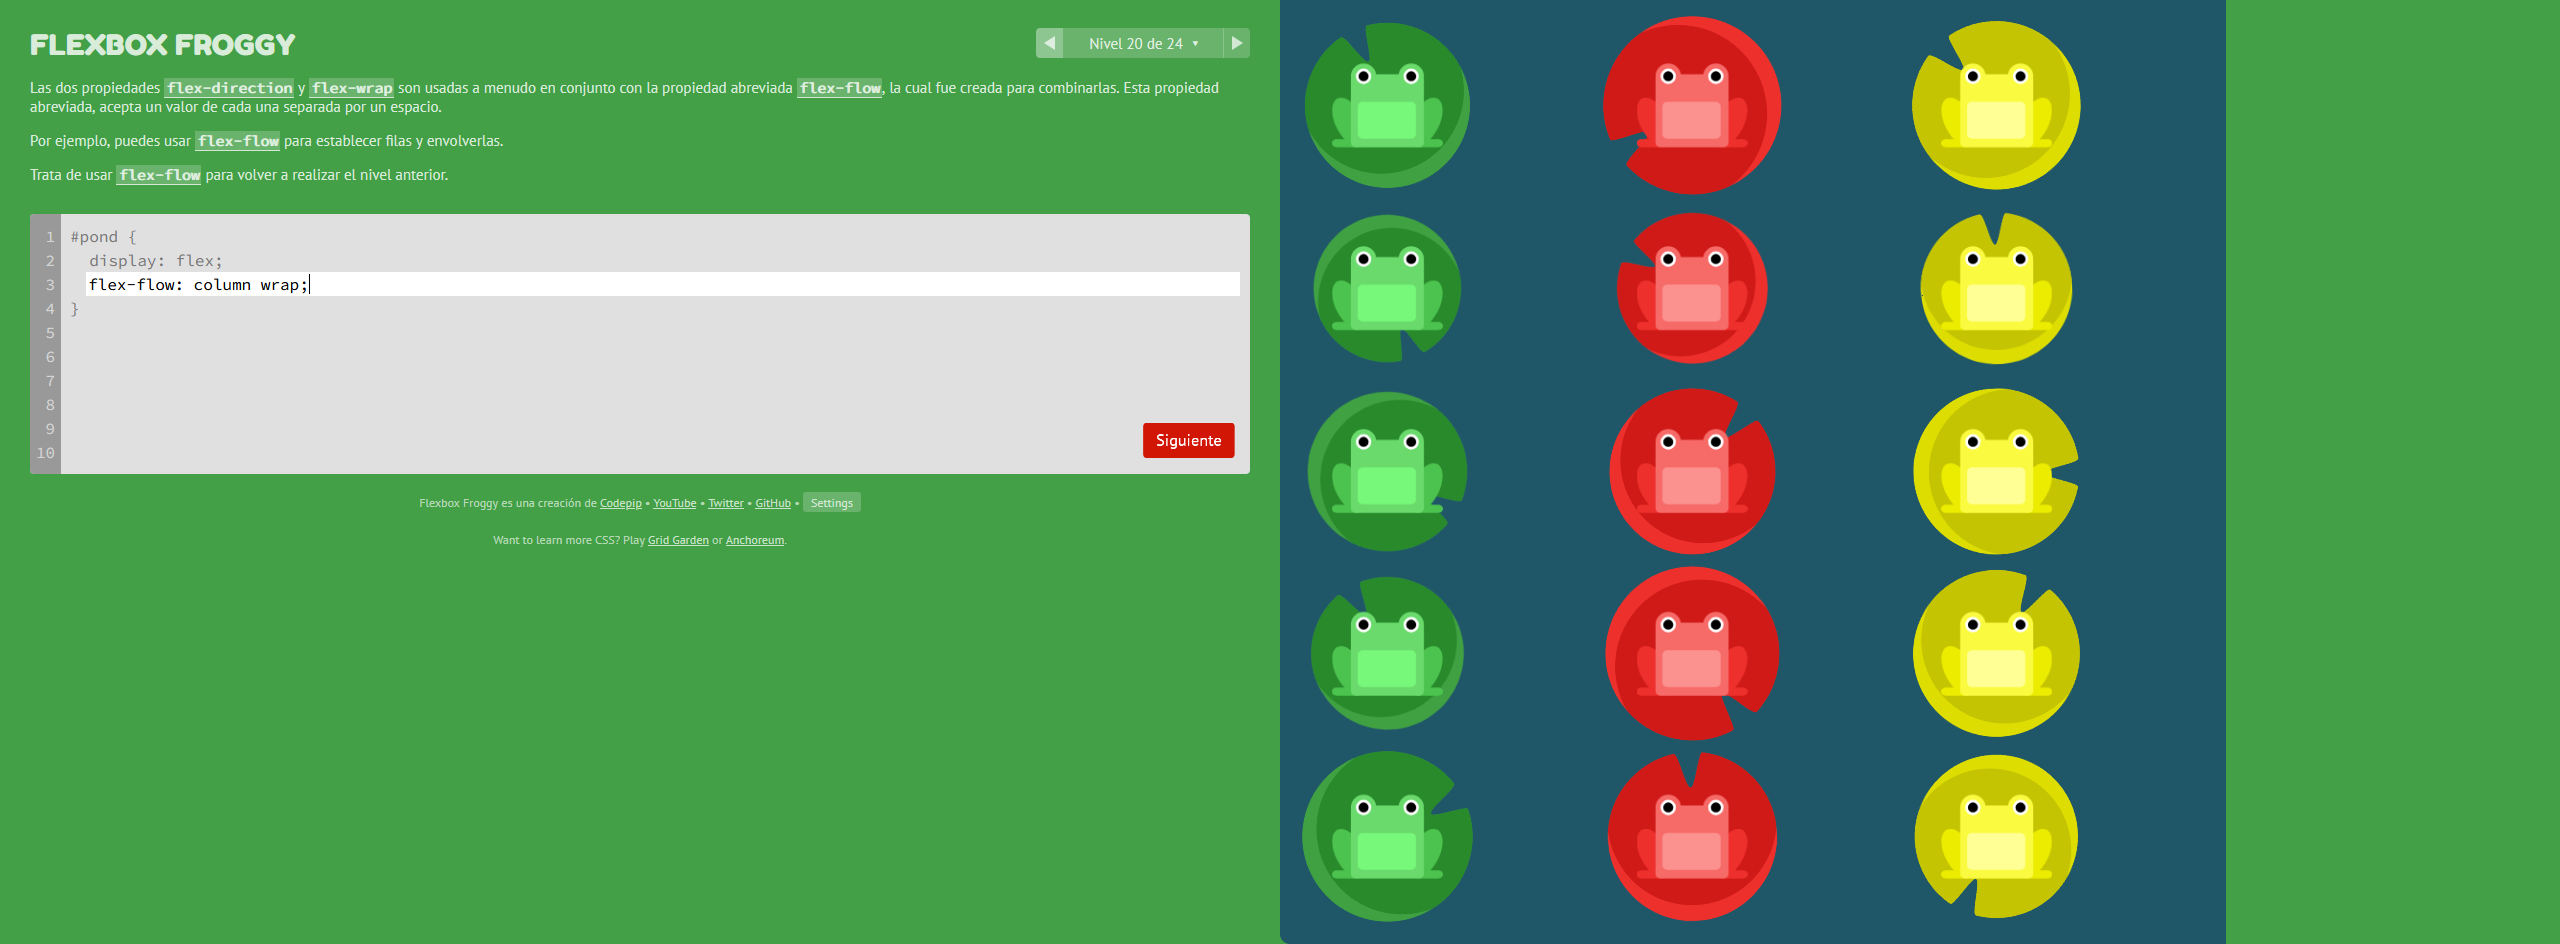 FLEXBOX FROGGY
Nivel 20 de 24 ▼
Las dos propiedades flex-direction y flex-wrap son usadas a menudo en conjunto con la propiedad abreviada flex-flow, la cual fue creada para combinarlas. Esta propiedad
abreviada, acepta un valor de cada una separada por un espacio.
Por ejemplo, puedes usar flex-flow para establecer filas y envolverlas.
Trata de usar flex-flow para volver a realizar el nivel anterior.
1 #pond {
2 display: flex;
3 flex-flow: column wrap;
4 }
5
6
7
8
9
10
Siguiente
Flexbox Froggy es una creación de Codepip • YouTube • Twitter • GitHub • Settings
Want to learn more CSS? Play Grid Garden or Anchoreum.